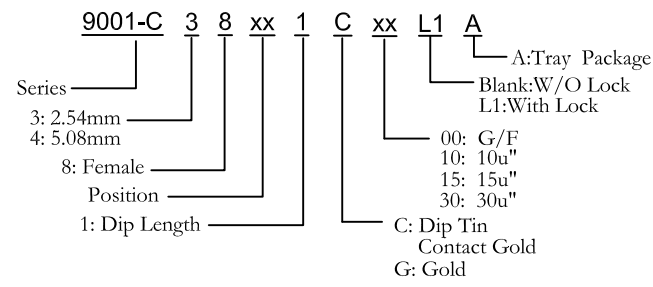 9001-C 3 8 xx 1 C xx L1 A
A:Tray Package
Series
Blank:W/O Lock
L1:With Lock
3: 2.54mm
4: 5.08mm
00: G/F
10: 10u"
15: 15u"
30: 30u"
8: Female
Position
1: Dip Length
C: Dip Tin
Contact Gold
G: Gold